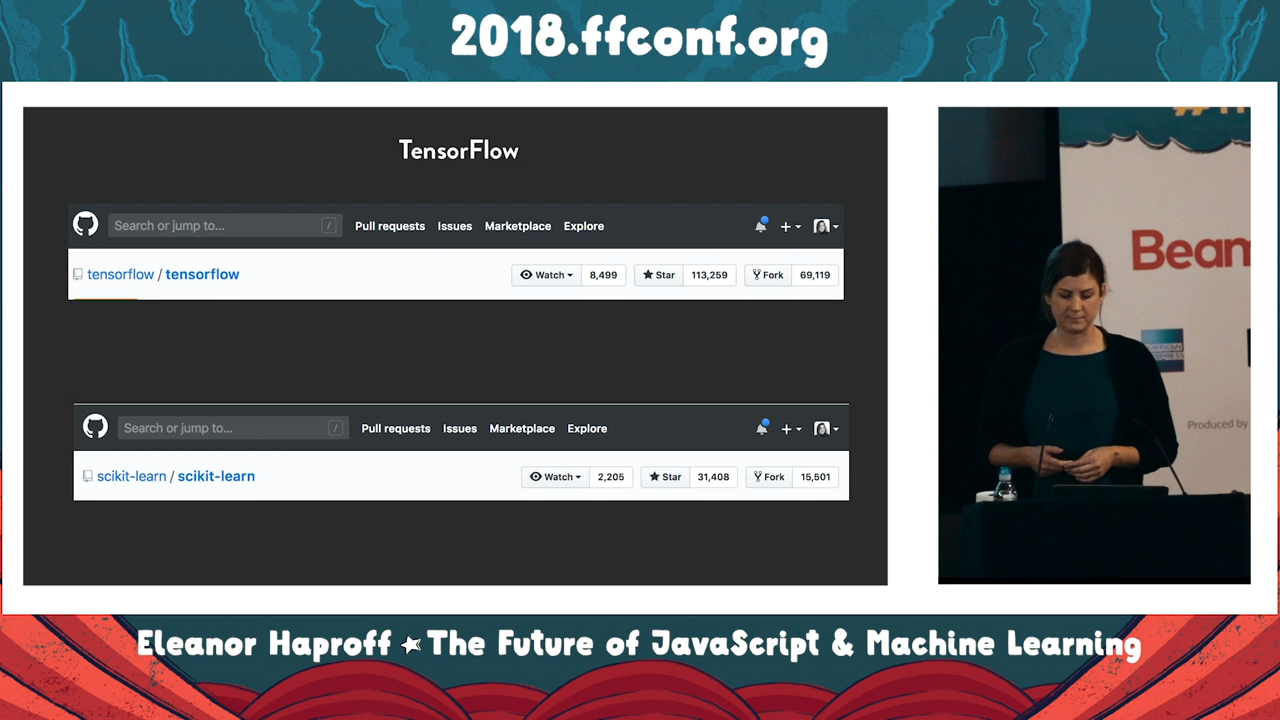 2018.ffconf.org
TensorFlow
Search or jump to... /
Pull requests Issues Marketplace Explore
tensorflow / tensorflow
Watch 8,499 Star 113,259 Fork 69,119
Search or jump to... /
Pull requests Issues Marketplace Explore
scikit-learn / scikit-learn
Watch 2,205 Star 31,408 Fork 15,501
Beam
Produced by
Eleanor Haproff ★ The Future of JavaScript & Machine Learning